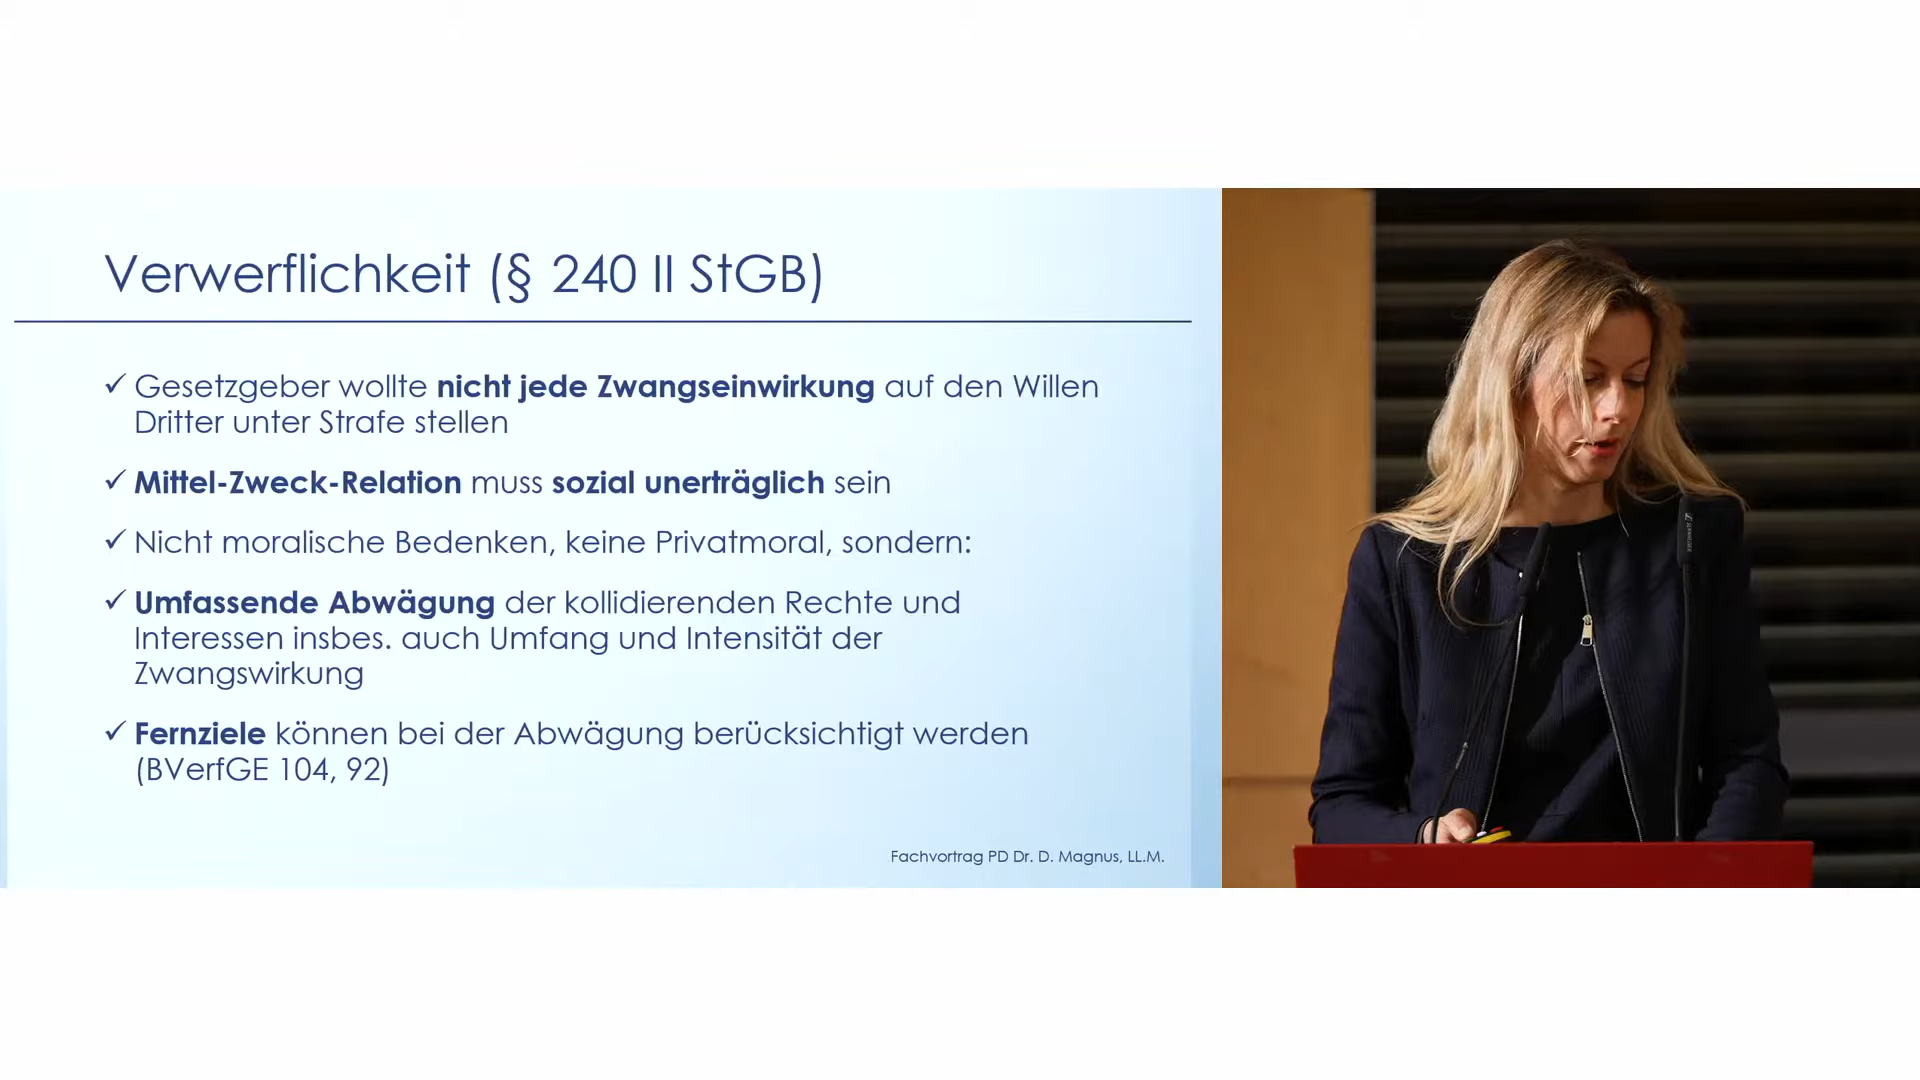 Verwerflichkeit (§ 240 II StGB)
✓ Gesetzgeber wollte nicht jede Zwangseinwirkung auf den Willen
Dritter unter Strafe stellen
✓ Mittel-Zweck-Relation muss sozial unerträglich sein
✓ Nicht moralische Bedenken, keine Privatmoral, sondern:
✓ Umfassende Abwägung der kollidierenden Rechte und
Interessen insbes. auch Umfang und Intensität der
Zwangswirkung
✓ Fernziele können bei der Abwägung berücksichtigt werden
(BVerfGE 104, 92)
Fachvortrag PD Dr. D. Magnus, LL.M.
SENNHEISER